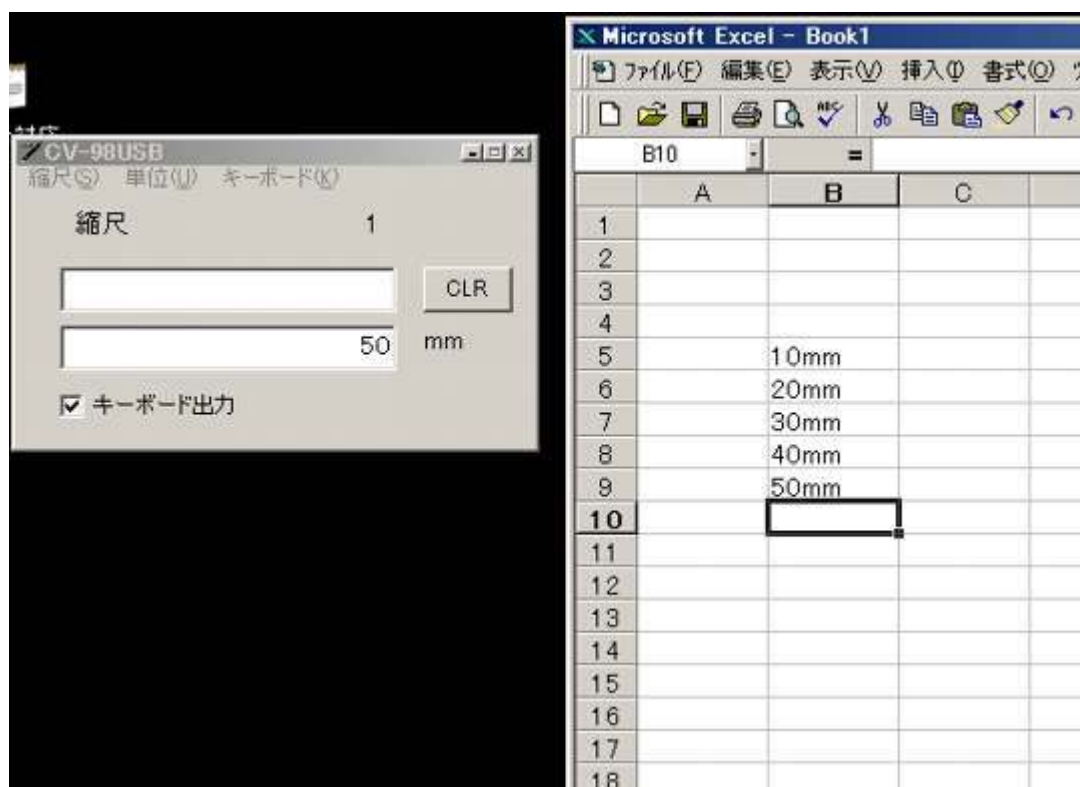 対応
CV-98USB
縮尺(S) 単位(U) キーボード(K)
縮尺 1
CLR
50 mm
キーボード出力
Microsoft Excel - Book1
ファイル(F) 編集(E) 表示(V) 挿入(I) 書式(O)
ABC
B10 =
A B C
1
2
3
4
5 10mm
6 20mm
7 30mm
8 40mm
9 50mm
10
11
12
13
14
15
16
17
18